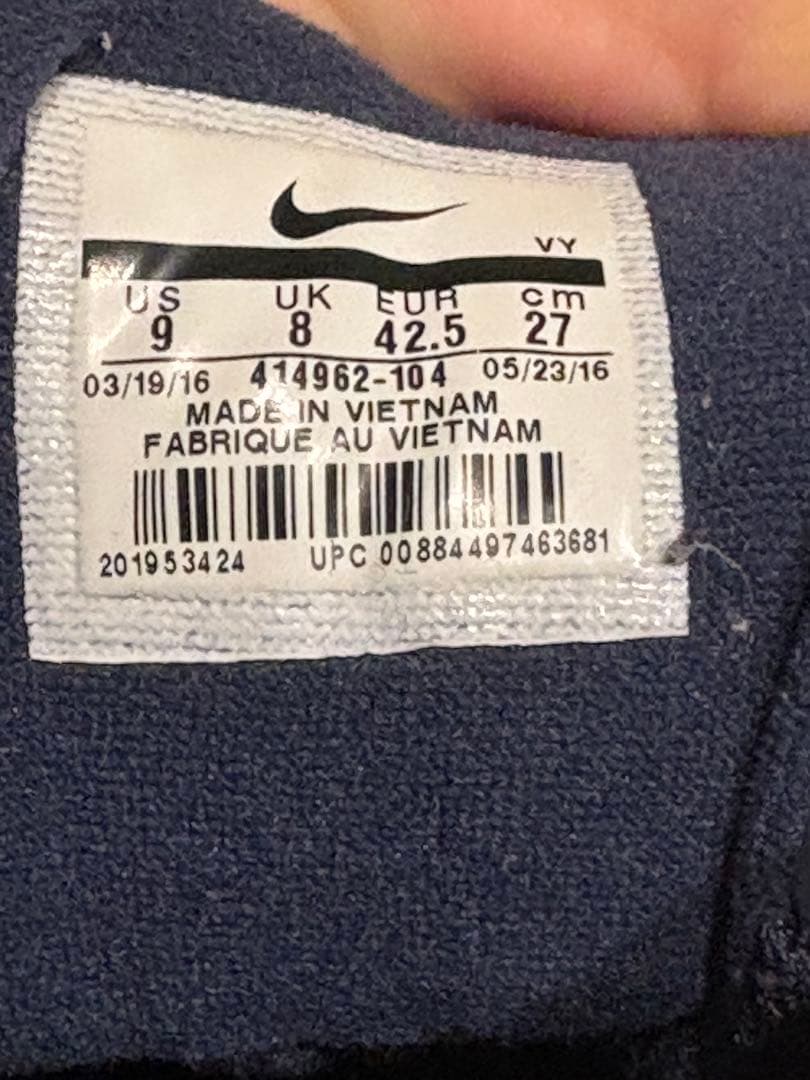 VY
US UK EUR cm
9 8 42.5 27
03/19/16 414962-104 05/23/16
MADE IN VIETNAM
FABRIQUE AU VIETNAM
201953424 UPC 00884497463681